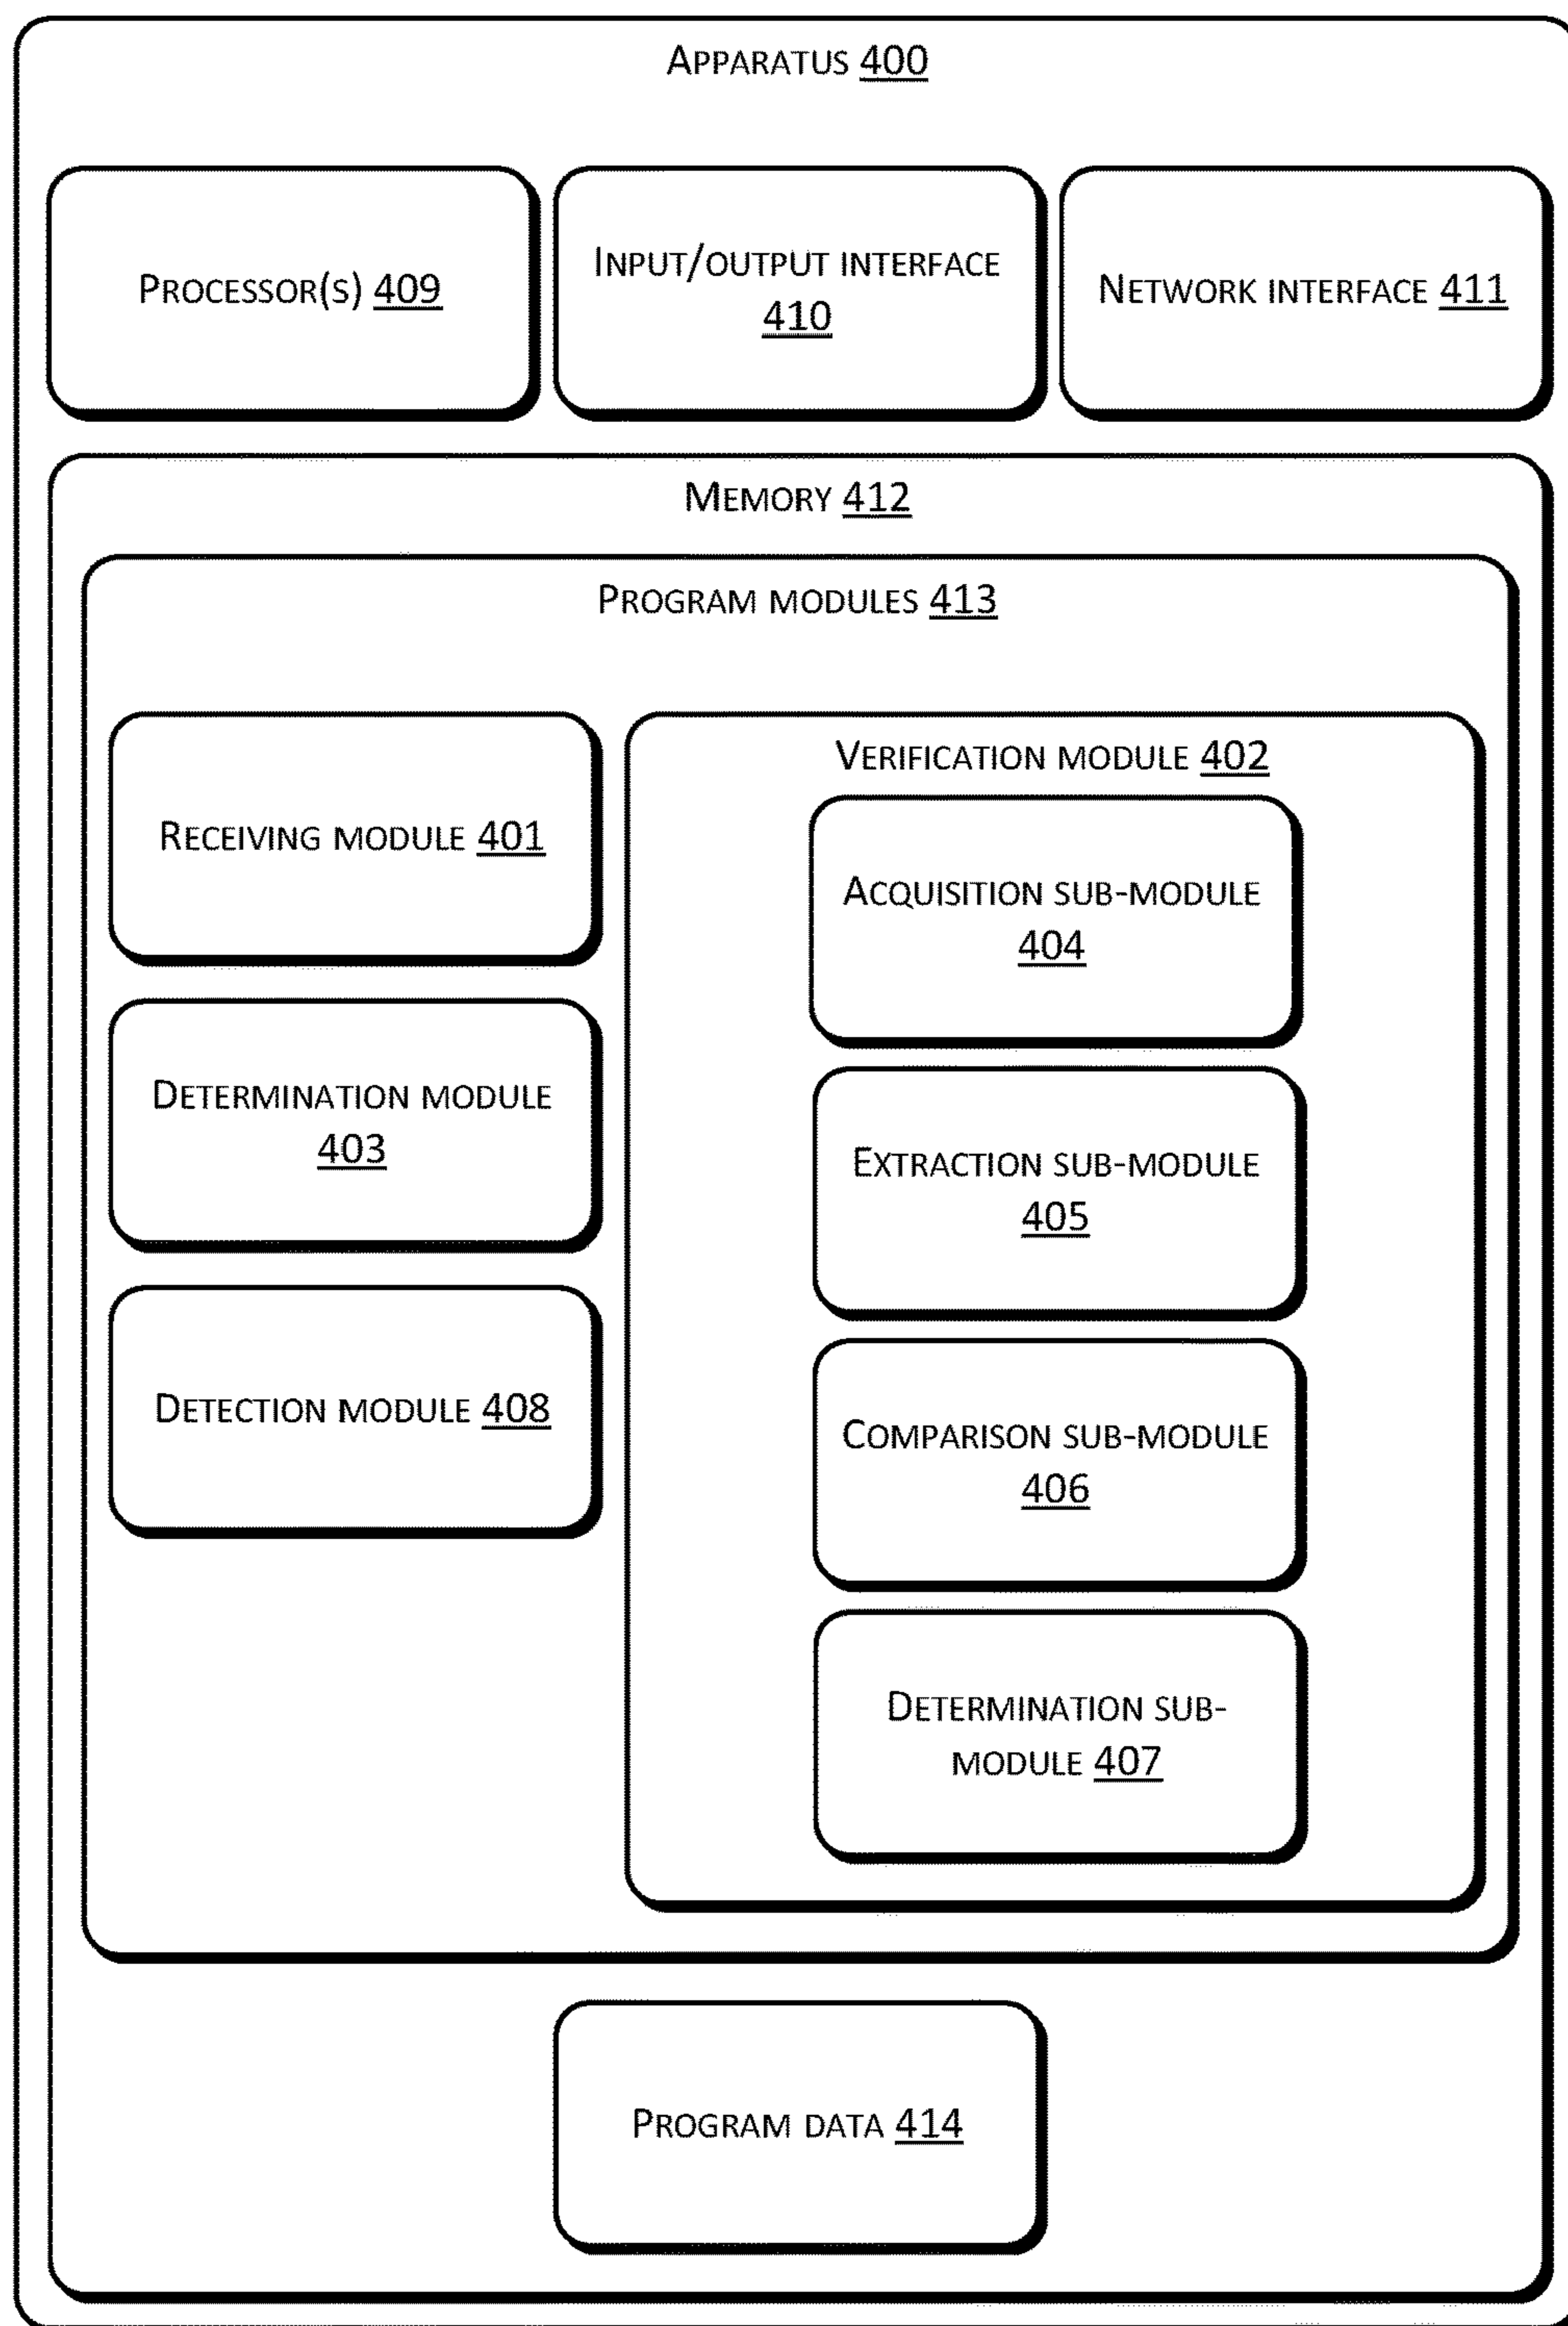 APPARATUS 400
PROCESSOR(S) 409
INPUT/OUTPUT INTERFACE
410
NETWORK INTERFACE 411
MEMORY 412
PROGRAM MODULES 413
RECEIVING MODULE 401
DETERMINATION MODULE
403
DETECTION MODULE 408
VERIFICATION MODULE 402
ACQUISITION SUB-MODULE
404
EXTRACTION SUB-MODULE
405
COMPARISON SUB-MODULE
406
DETERMINATION SUB-
MODULE 407
PROGRAM DATA 414